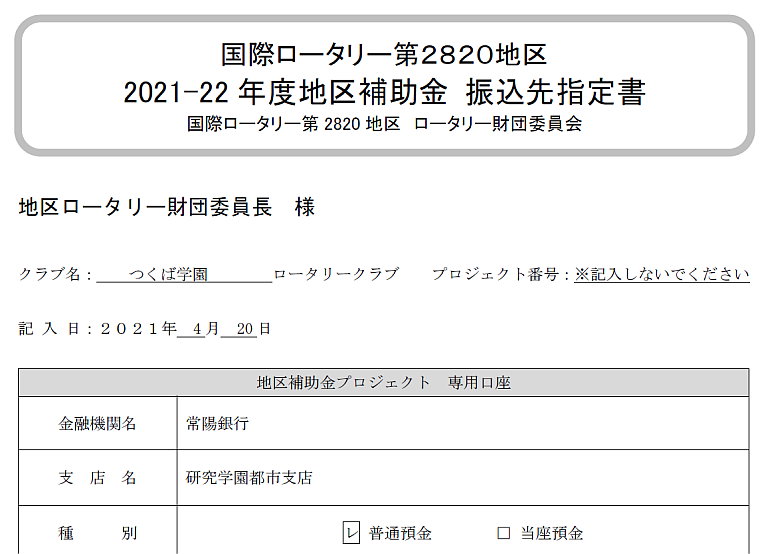 国際ロータリー第2820地区
2021-22 年度地区補助金 振込先指定書
国際ロータリー第 2820 地区 ロータリー財団委員会
地区ロータリー財団委員長 様
クラブ名：　つくば学園　ロータリークラブ　プロジェクト番号：※記入しないでください
記 入 日：２０２１年　4 月　20 日
地区補助金プロジェクト 専用口座
金融機関名　常陽銀行
支 店 名　研究学園都市支店
種 別　☑ 普通預金　□ 当座預金